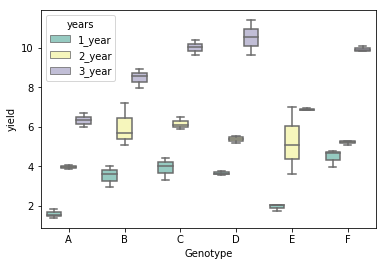 years
1_year
2_year
3_year
10
8
6
4
2
yield
A B C D E F
Genotype